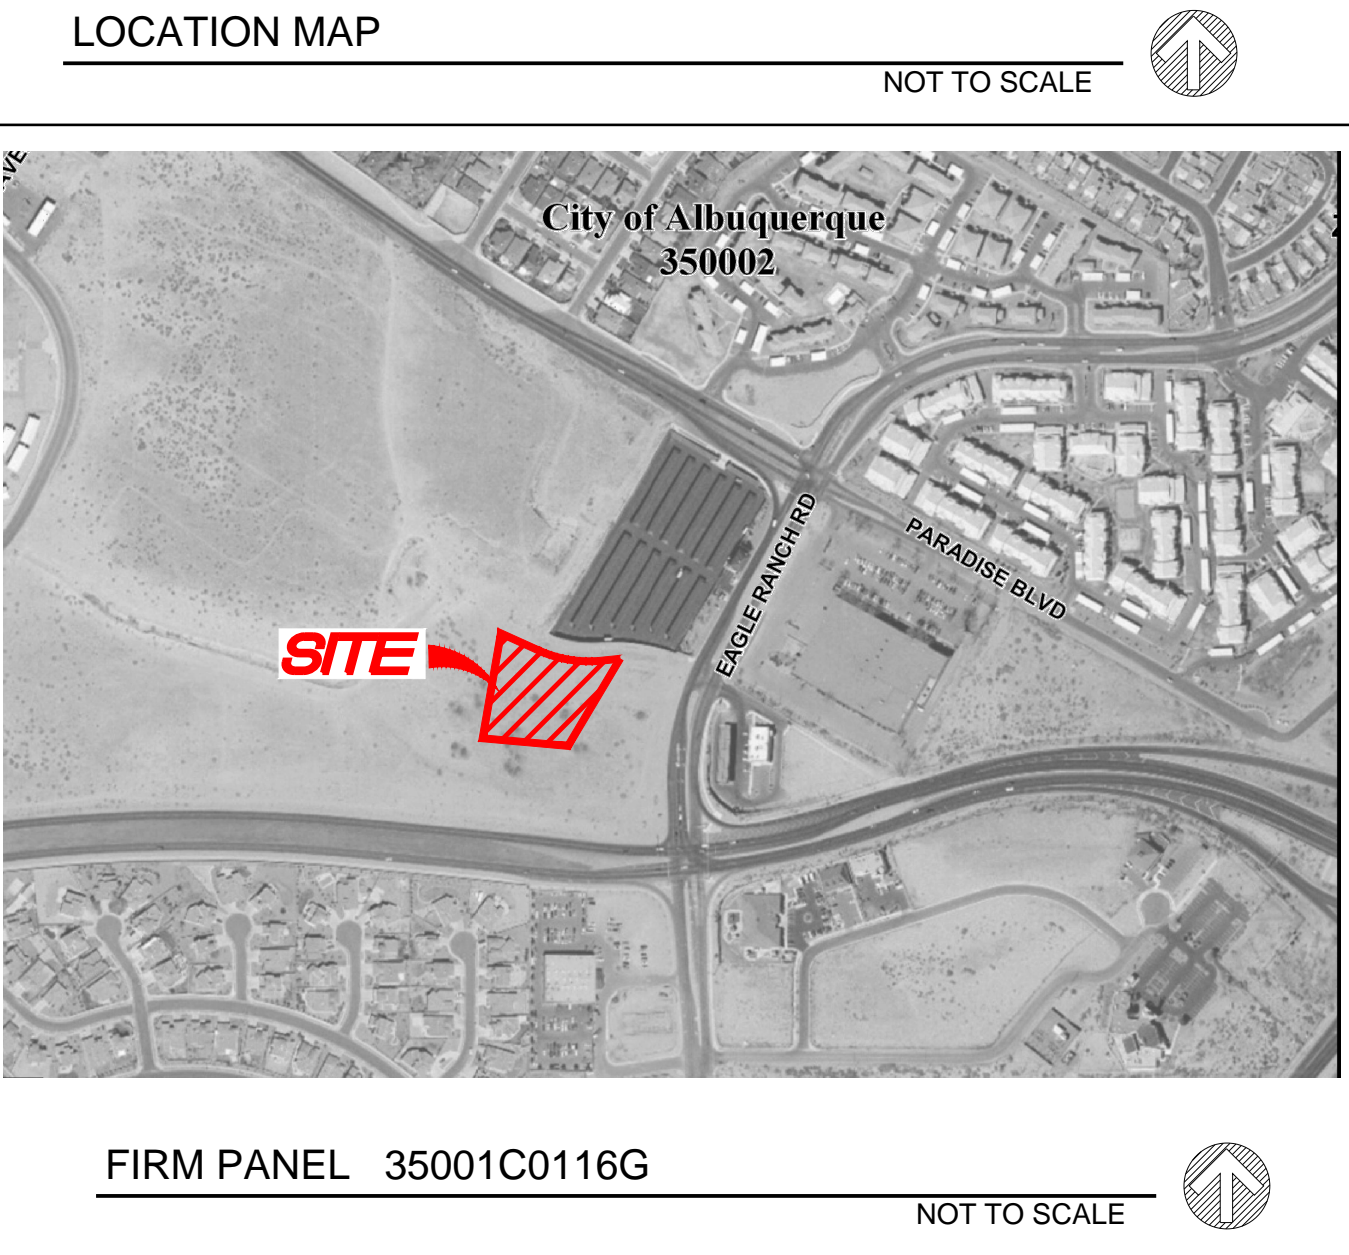 LOCATION MAP
NOT TO SCALE
AVE
City of Albuquerque
350002
EAGLE RANCH RD
PARADISE BLVD
SITE
FIRM PANEL 35001C0116G
NOT TO SCALE